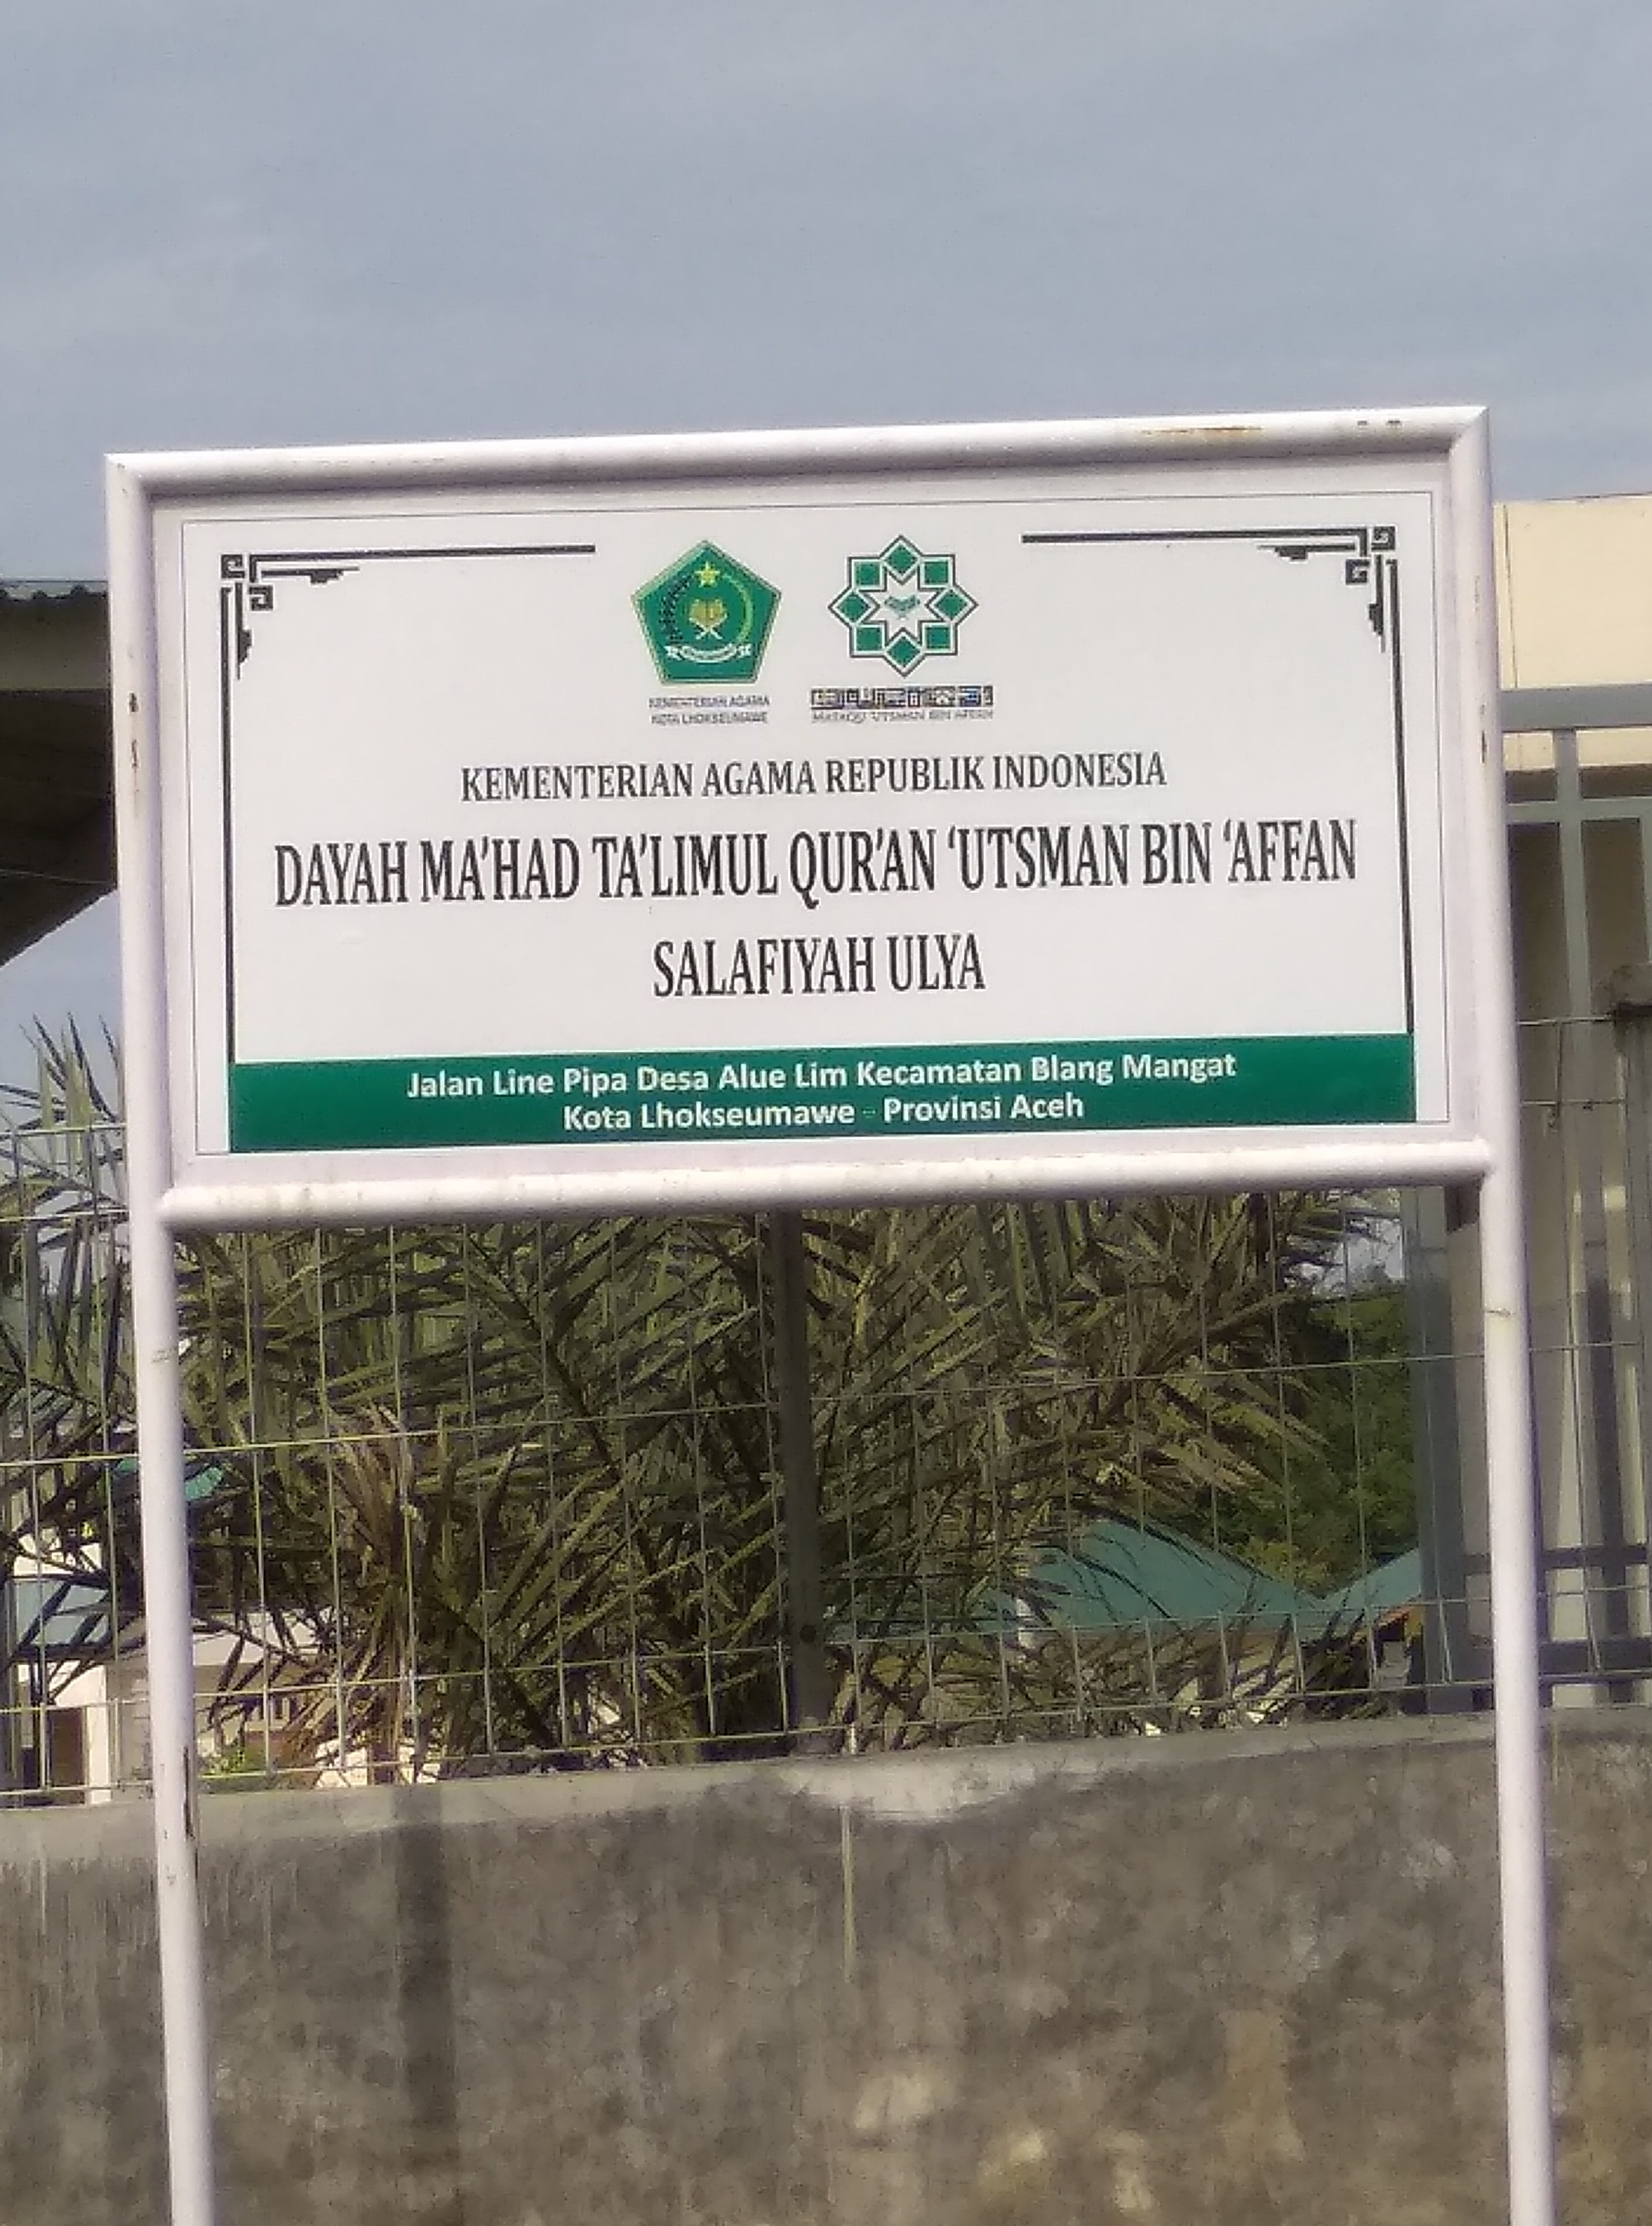 KEMENTERIAN AGAMA
KOTA LHOKSEUMAWE
MATAQU 'UTSMAN BIN AFFAN
KEMENTERIAN AGAMA REPUBLIK INDONESIA
DAYAH MA'HAD TA'LIMUL QUR'AN 'UTSMAN BIN 'AFFAN
SALAFIYAH ULYA
Jalan Line Pipa Desa Alue Lim Kecamatan Blang Mangat
Kota Lhokseumawe - Provinsi Aceh